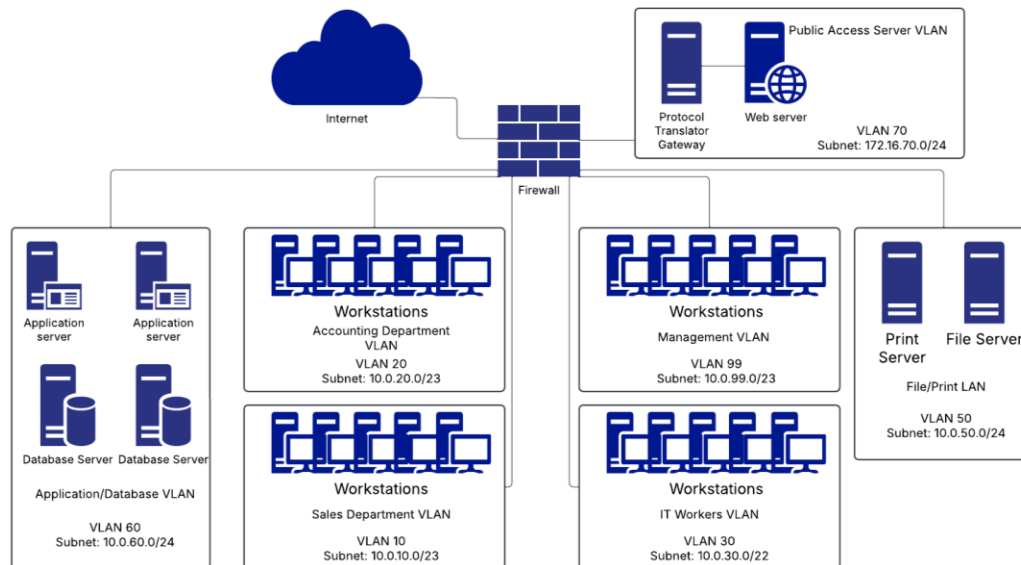 Internet
Public Access Server VLAN
Protocol
Translator
Gateway
Web server
VLAN 70
Subnet: 172.16.70.0/24
Firewall
Application
server
Application
server
Database Server
Database Server
Application/Database VLAN
VLAN 60
Subnet: 10.0.60.0/24
Workstations
Accounting Department
VLAN
VLAN 20
Subnet: 10.0.20.0/23
Workstations
Sales Department VLAN
VLAN 10
Subnet: 10.0.10.0/23
Workstations
Management VLAN
VLAN 99
Subnet: 10.0.99.0/23
Workstations
IT Workers VLAN
VLAN 30
Subnet: 10.0.30.0/22
Print
Server
File Server
File/Print LAN
VLAN 50
Subnet: 10.0.50.0/24